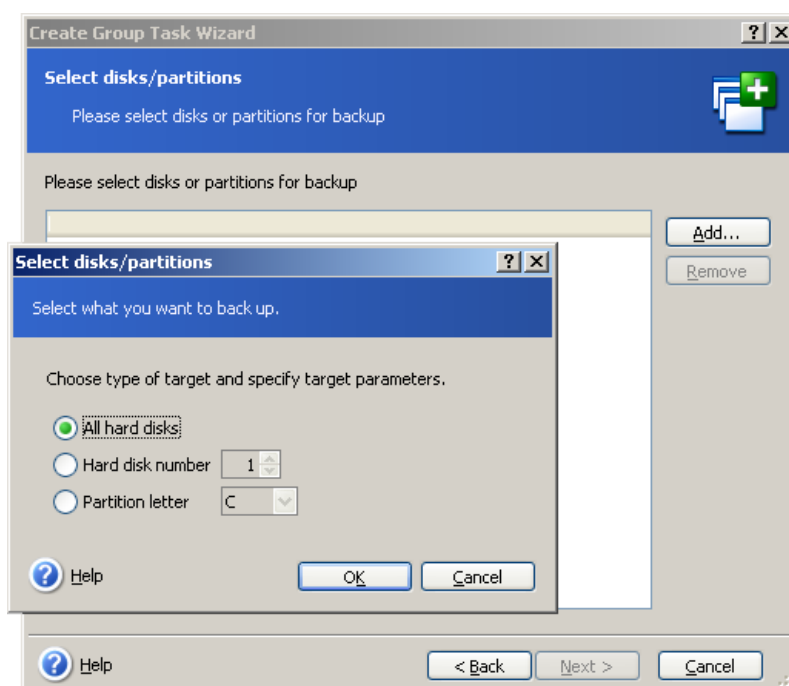 Create Group Task Wizard
Select disks/partitions
Please select disks or partitions for backup
Please select disks or partitions for backup
Add...
Remove
Select disks/partitions
Select what you want to back up.
Choose type of target and specify target parameters.
All hard disks
Hard disk number 1
Partition letter C
Help OK Cancel
Help < Back Next > Cancel